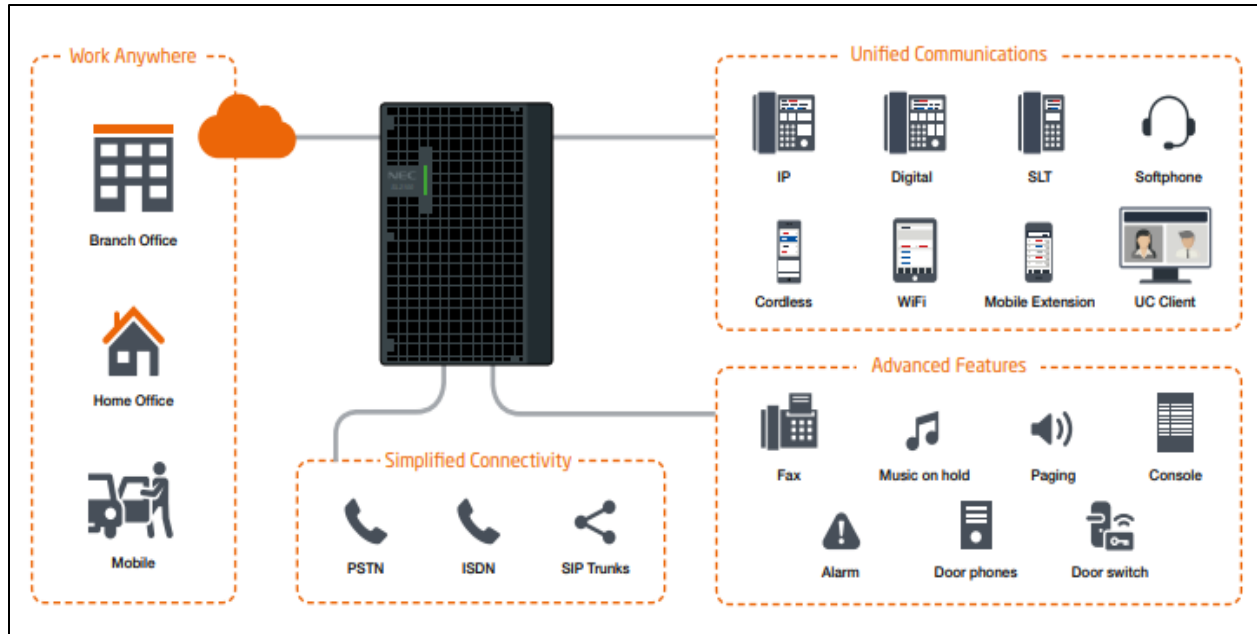 Work Anywhere
Branch Office
Home Office
Mobile
NEC
Simplified Connectivity
PSTN
ISDN
SIP Trunks
Unified Communications
IP
Digital
SLT
Softphone
Cordless
WiFi
Mobile Extension
UC Client
Advanced Features
Fax
Music on hold
Paging
Console
Alarm
Door phones
Door switch